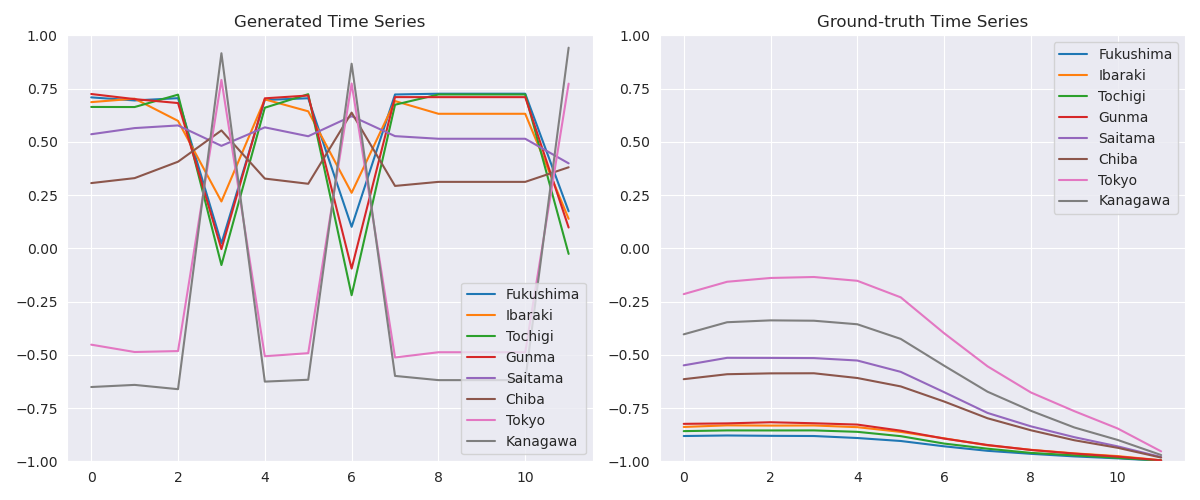 Generated Time Series
1.00
0.75
0.50
0.25
0.00
−0.25
−0.50
−0.75
−1.00
0 2 4 6 8 10
Fukushima
Ibaraki
Tochigi
Gunma
Saitama
Chiba
Tokyo
Kanagawa
Ground-truth Time Series
1.00
0.75
0.50
0.25
0.00
−0.25
−0.50
−0.75
−1.00
0 2 4 6 8 10
Fukushima
Ibaraki
Tochigi
Gunma
Saitama
Chiba
Tokyo
Kanagawa